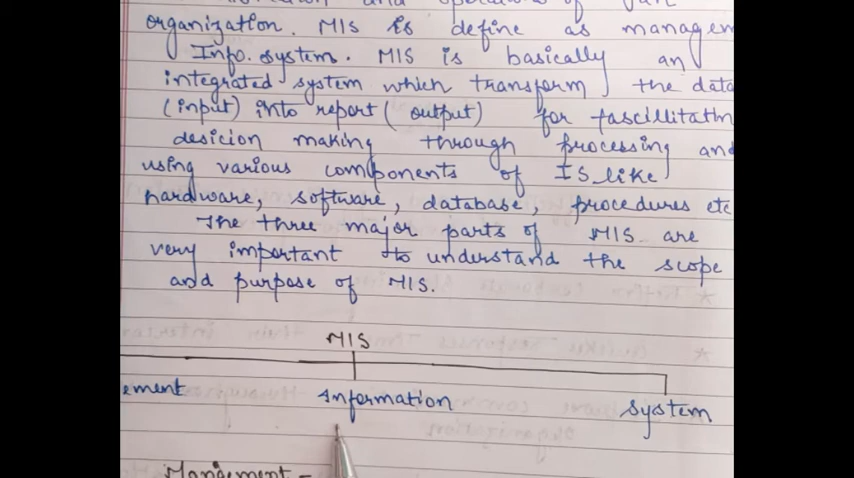 organization. MIS is define as managem
Info. system. MIS is basically an
integrated system which transform the data
(input) into report (output) for fascillitatin
desicion making through processing and
using various components of IS like
hardware, software, database, procedures etc
The three major parts of MIS are
very important to understand the scope
and purpose of MIS.
MIS
ement Information system
Mangement -